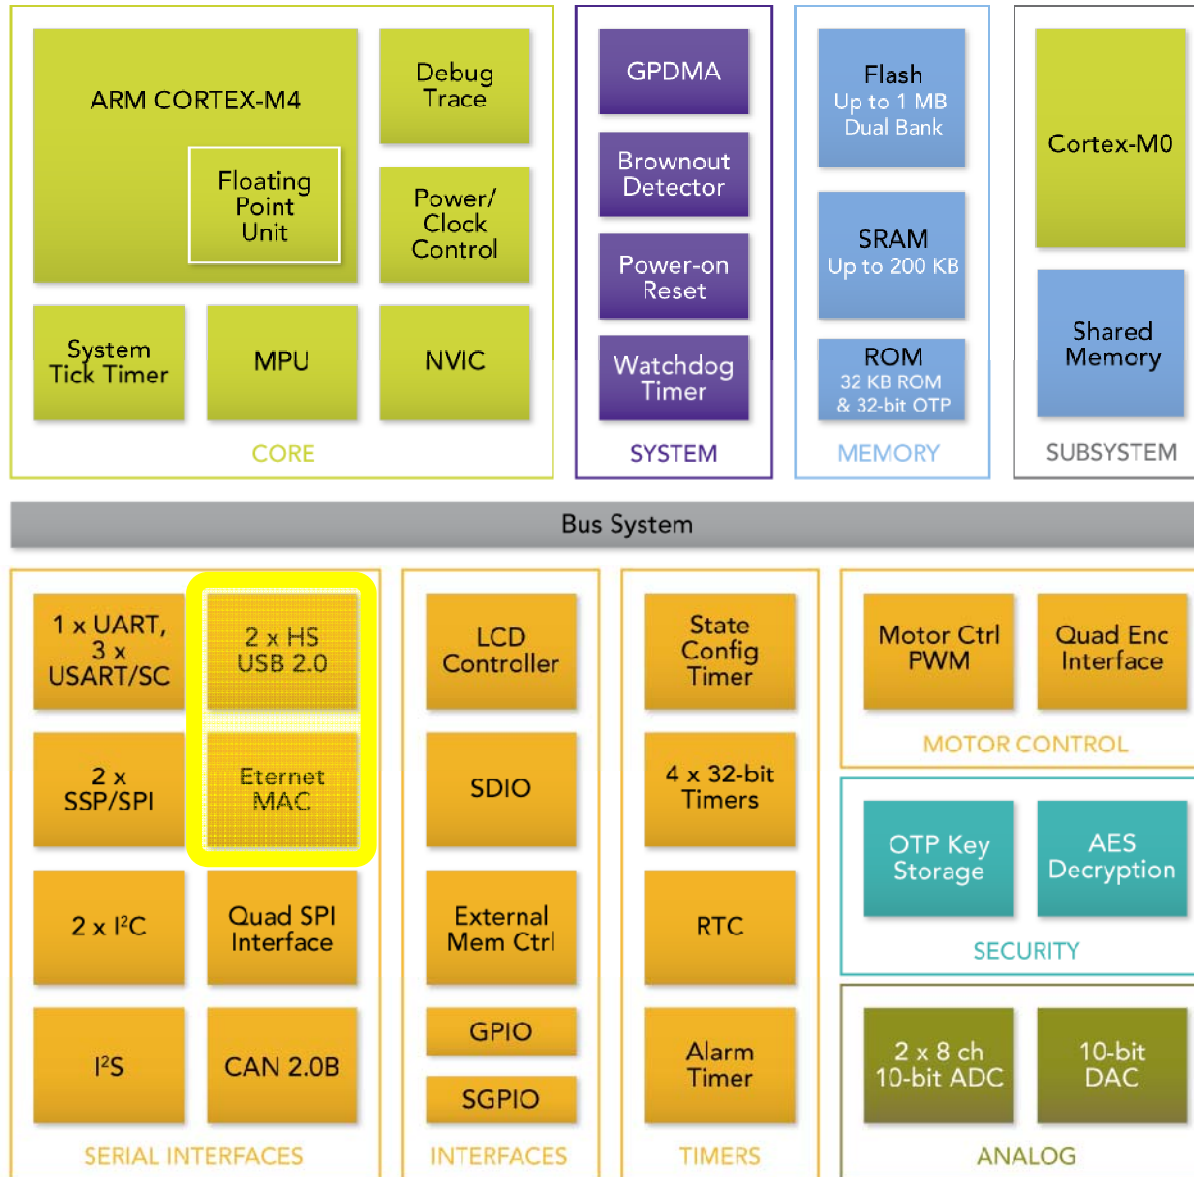 ARM CORTEX-M4
Floating
Point
Unit
Debug
Trace
Power/
Clock
Control
System
Tick Timer
MPU
NVIC
CORE
GPDMA
Brownout
Detector
Power-on
Reset
Watchdog
Timer
SYSTEM
Flash
Up to 1 MB
Dual Bank
SRAM
Up to 200 KB
ROM
32 KB ROM
& 32-bit OTP
MEMORY
Cortex-M0
Shared
Memory
SUBSYSTEM
Bus System
1 x UART,
3 x
USART/SC
2 x HS
USB 2.0
2 x
SSP/SPI
Eternet
MAC
2 x I²C
Quad SPI
Interface
I²S
CAN 2.0B
SERIAL INTERFACES
LCD
Controller
SDIO
External
Mem Ctrl
GPIO
SGPIO
INTERFACES
State
Config
Timer
4 x 32-bit
Timers
RTC
Alarm
Timer
TIMERS
Motor Ctrl
PWM
Quad Enc
Interface
MOTOR CONTROL
OTP Key
Storage
AES
Decryption
SECURITY
2 x 8 ch
10-bit ADC
10-bit
DAC
ANALOG